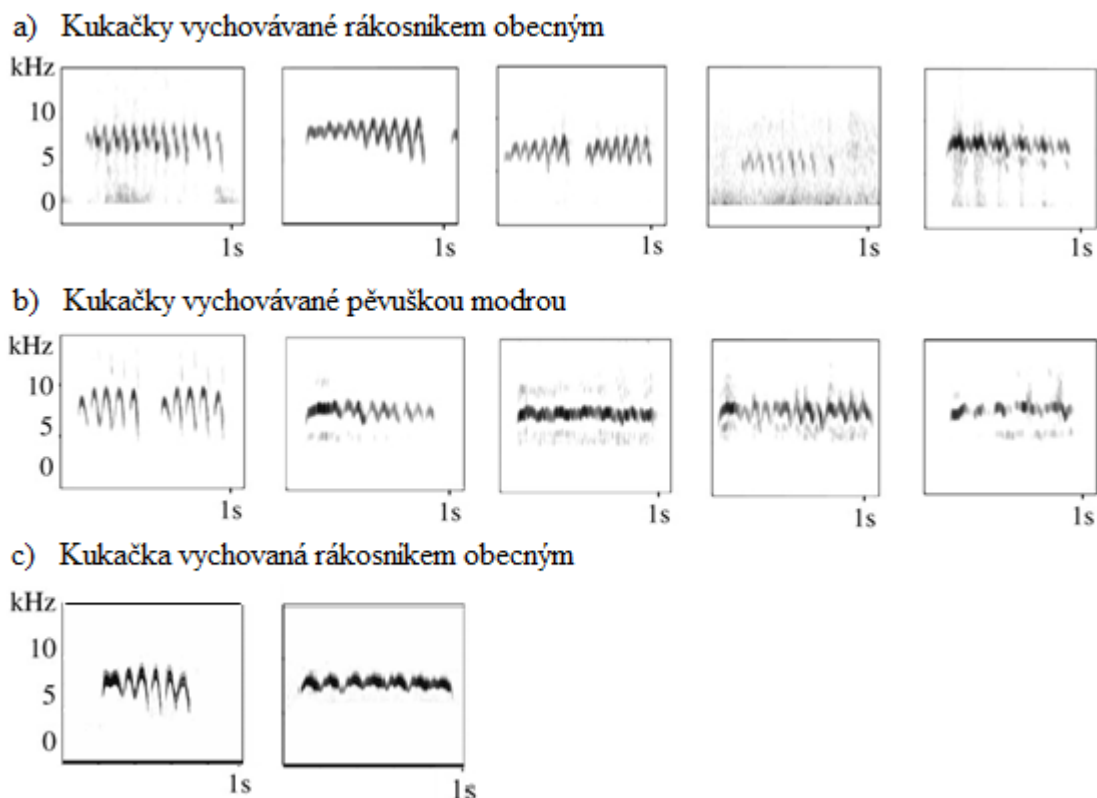 a) Kukačky vychovávané rákosníkem obecným
kHz
10
5
0
1s
1s
1s
1s
1s
b) Kukačky vychovávané pěvuškou modrou
kHz
10
5
0
1s
1s
1s
1s
1s
c) Kukačka vychovaná rákosníkem obecným
kHz
10
5
0
1s
1s